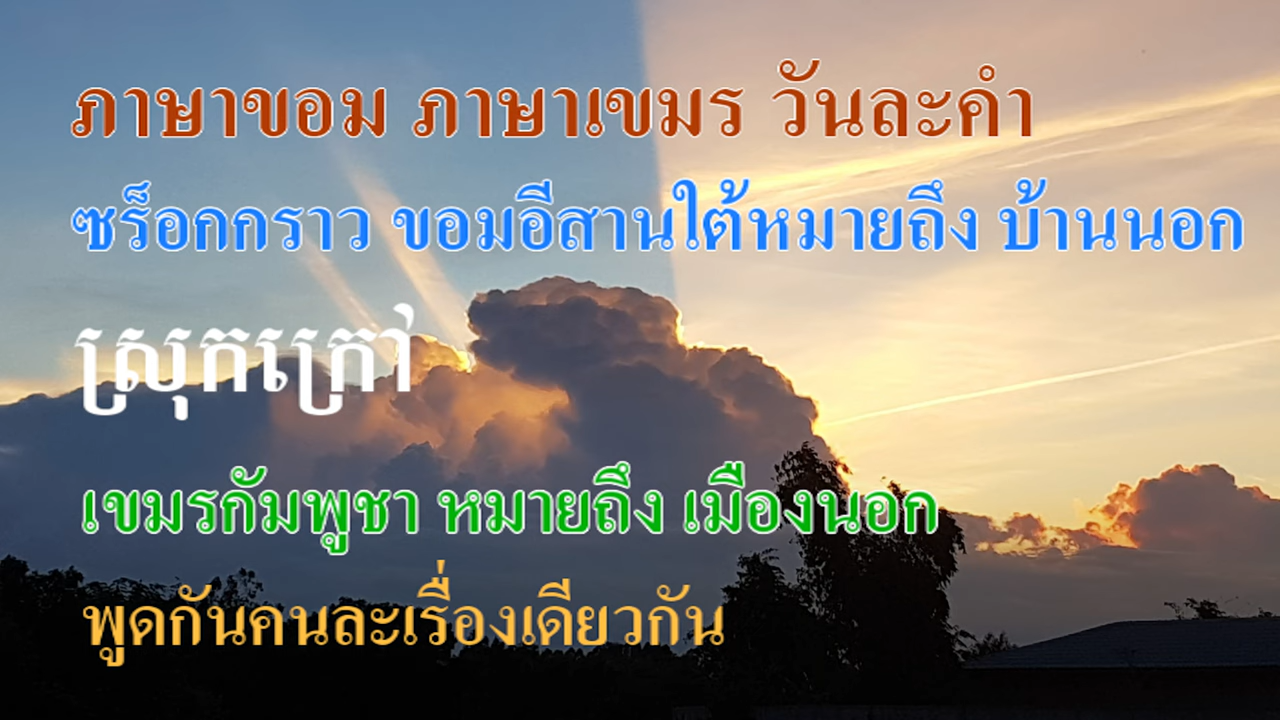 ภาษาขอม ภาษาเขมร วันละคำ
ซร็อกกราว ขอมอีสานใต้หมายถึง บ้านนอก
ស្រុកក្រៅ
เขมรกัมพูชา หมายถึง เมืองนอก
พูดกันคนละเรื่องเดียวกัน